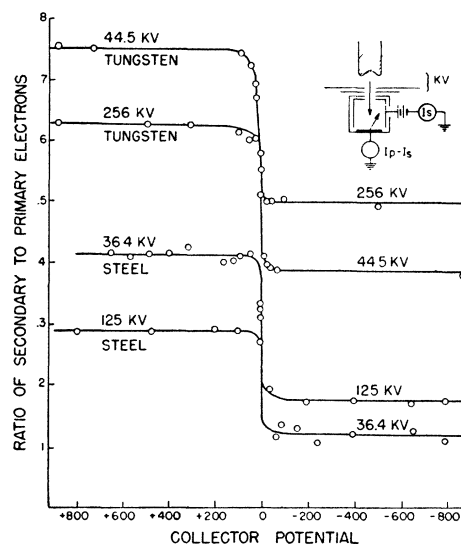 44.5 KV
TUNGSTEN
256 KV
TUNGSTEN
36.4 KV
STEEL
125 KV
STEEL
256 KV
44.5 KV
125 KV
36.4 KV
KV
Is
Ip-Is
.8
7
.6
.5
.4
.3
.2
.1
RATIO OF SECONDARY TO PRIMARY ELECTRONS
+800 +600 +400 +200 0 -200 -400 -600 -800
COLLECTOR POTENTIAL